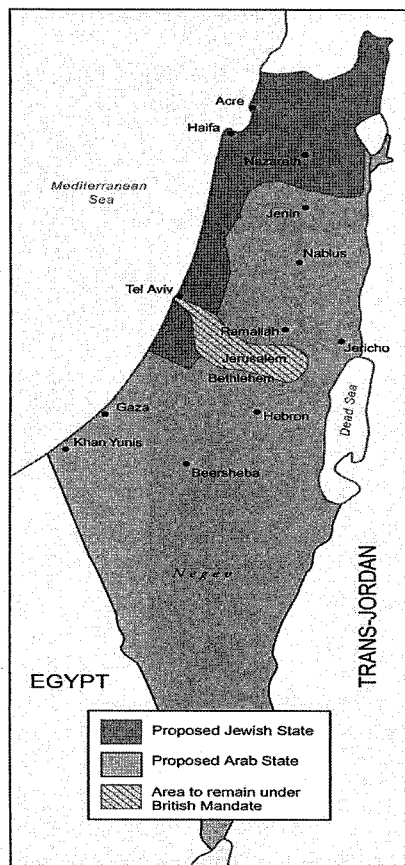 Acre
Haifa
Nazareth
Mediterranean
Sea
Jenin
Nablus
Tel Aviv
Ramallah
Jericho
Jerusalem
Bethlehem
Dead Sea
Gaza
Hebron
Khan Yunis
Beersheba
Negev
TRANS-JORDAN
EGYPT
Proposed Jewish State
Proposed Arab State
Area to remain under
British Mandate